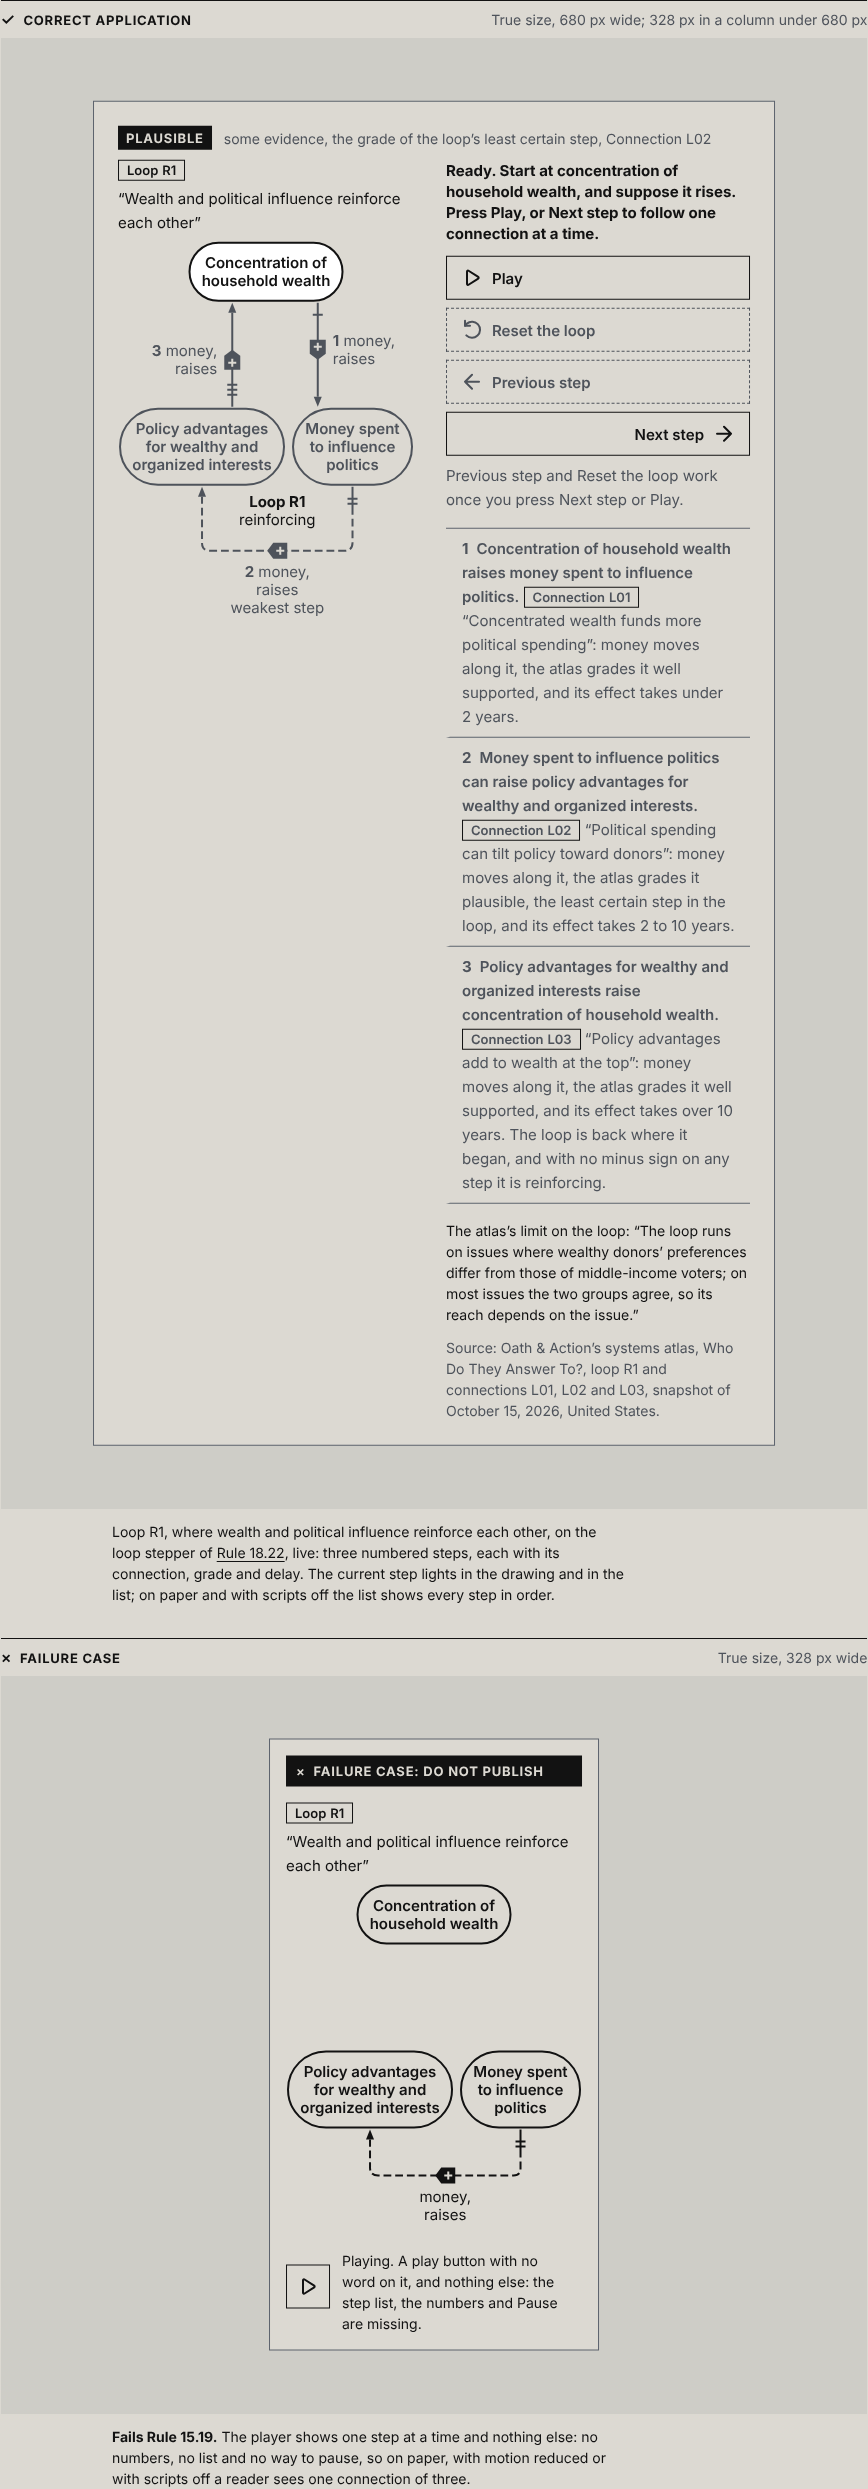 ✓ CORRECT APPLICATION
True size, 680 px wide; 328 px in a column under 680 px
PLAUSIBLE some evidence, the grade of the loop’s least certain step, Connection L02
Loop R1
“Wealth and political influence reinforce
each other”
Concentration of
household wealth
3 money,
raises
1 money,
raises
Policy advantages
for wealthy and
organized interests
Money spent
to influence
politics
Loop R1
reinforcing
2 money,
raises
weakest step
Ready. Start at concentration of
household wealth, and suppose it rises.
Press Play, or Next step to follow one
connection at a time.
Play
Reset the loop
Previous step
Next step
Previous step and Reset the loop work
once you press Next step or Play.
1 Concentration of household wealth
raises money spent to influence
politics. Connection L01
“Concentrated wealth funds more
political spending”: money moves
along it, the atlas grades it well
supported, and its effect takes under
2 years.
2 Money spent to influence politics
can raise policy advantages for
wealthy and organized interests.
Connection L02 “Political spending
can tilt policy toward donors”: money
moves along it, the atlas grades it
plausible, the least certain step in the
loop, and its effect takes 2 to 10 years.
3 Policy advantages for wealthy and
organized interests raise
concentration of household wealth.
Connection L03 “Policy advantages
add to wealth at the top”: money
moves along it, the atlas grades it well
supported, and its effect takes over 10
years. The loop is back where it
began, and with no minus sign on any
step it is reinforcing.
The atlas’s limit on the loop: “The loop runs
on issues where wealthy donors’ preferences
differ from those of middle-income voters; on
most issues the two groups agree, so its
reach depends on the issue.”
Source: Oath & Action’s systems atlas, Who
Do They Answer To?, loop R1 and
connections L01, L02 and L03, snapshot of
October 15, 2026, United States.
Loop R1, where wealth and political influence reinforce each other, on the
loop stepper of Rule 18.22, live: three numbered steps, each with its
connection, grade and delay. The current step lights in the drawing and in the
list; on paper and with scripts off the list shows every step in order.
× FAILURE CASE
True size, 328 px wide
× FAILURE CASE: DO NOT PUBLISH
Loop R1
“Wealth and political influence reinforce
each other”
Concentration of
household wealth
Policy advantages
for wealthy and
organized interests
Money spent
to influence
politics
money,
raises
Playing. A play button with no
word on it, and nothing else: the
step list, the numbers and Pause
are missing.
Fails Rule 15.19. The player shows one step at a time and nothing else: no
numbers, no list and no way to pause, so on paper, with motion reduced or
with scripts off a reader sees one connection of three.